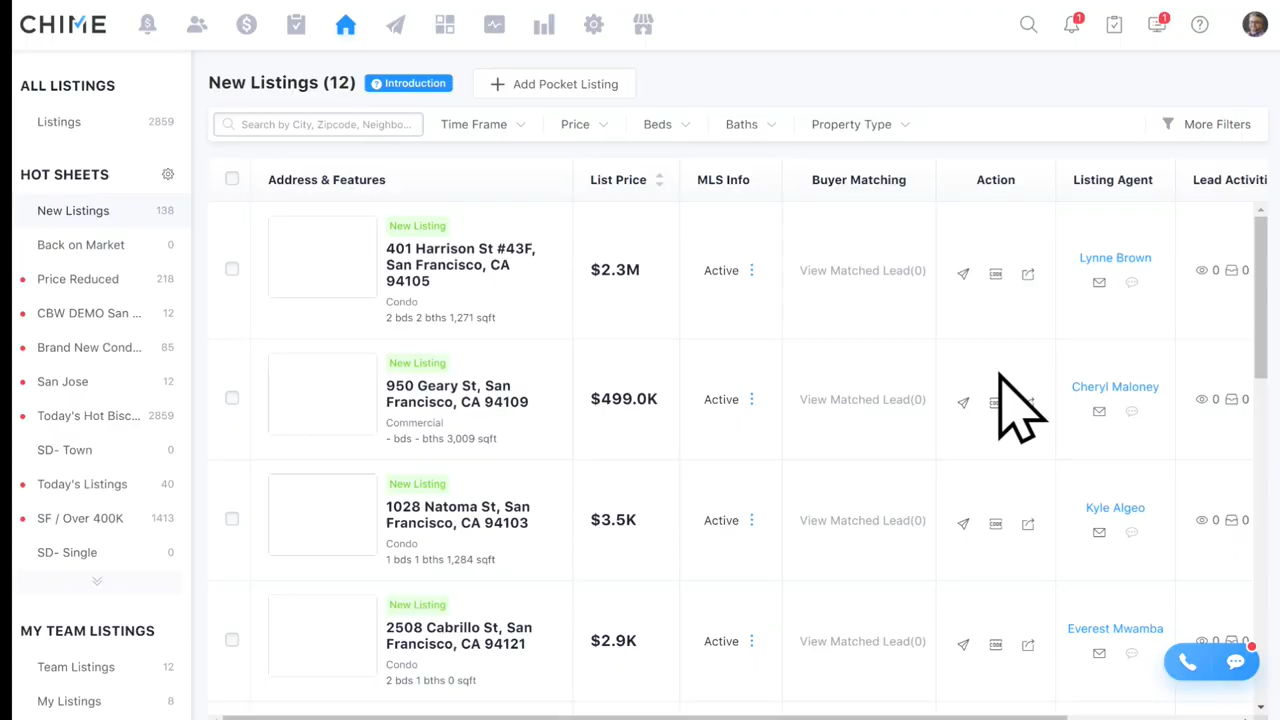 CHIME
1
1
ALL LISTINGS
Listings 2859
HOT SHEETS
New Listings 138
Back on Market 0
Price Reduced 218
CBW DEMO San ... 12
Brand New Cond... 85
San Jose 12
Today's Hot Bisc... 2859
SD- Town 0
Today's Listings 40
SF / Over 400K 1413
SD- Single 0
MY TEAM LISTINGS
Team Listings 12
My Listings 8
New Listings (12) Introduction Add Pocket Listing
Search by City, Zipcode, Neighbo... Time Frame Price Beds Baths Property Type More Filters
Address & Features List Price MLS Info Buyer Matching Action Listing Agent Lead Activiti
New Listing
401 Harrison St #43F,
San Francisco, CA
94105
Condo
2 bds 2 bths 1,271 sqft
$2.3M
Active
View Matched Lead(0)
CODE
Lynne Brown
0 0
New Listing
950 Geary St, San
Francisco, CA 94109
Commercial
- bds - bths 3,009 sqft
$499.0K
Active
View Matched Lead(0)
Cheryl Maloney
0 0
New Listing
1028 Natoma St, San
Francisco, CA 94103
Condo
1 bds 1 bths 1,284 sqft
$3.5K
Active
View Matched Lead(0)
CODE
Kyle Algeo
0 0
New Listing
2508 Cabrillo St, San
Francisco, CA 94121
Condo
2 bds 1 bths 0 sqft
$2.9K
Active
View Matched Lead(0)
CODE
Everest Mwamba
0 0